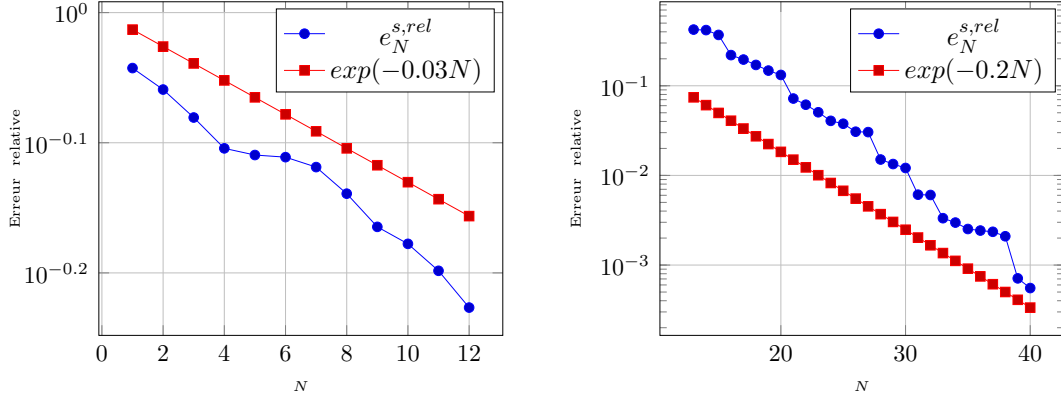 10^0
10^{-0.1}
10^{-0.2}
Erreur relative
0 2 4 6 8 10 12
N
e_N^{s,rel}
exp(−0.03N)
10^{-1}
10^{-2}
10^{-3}
Erreur relative
20 30 40
N
e_N^{s,rel}
exp(−0.2N)